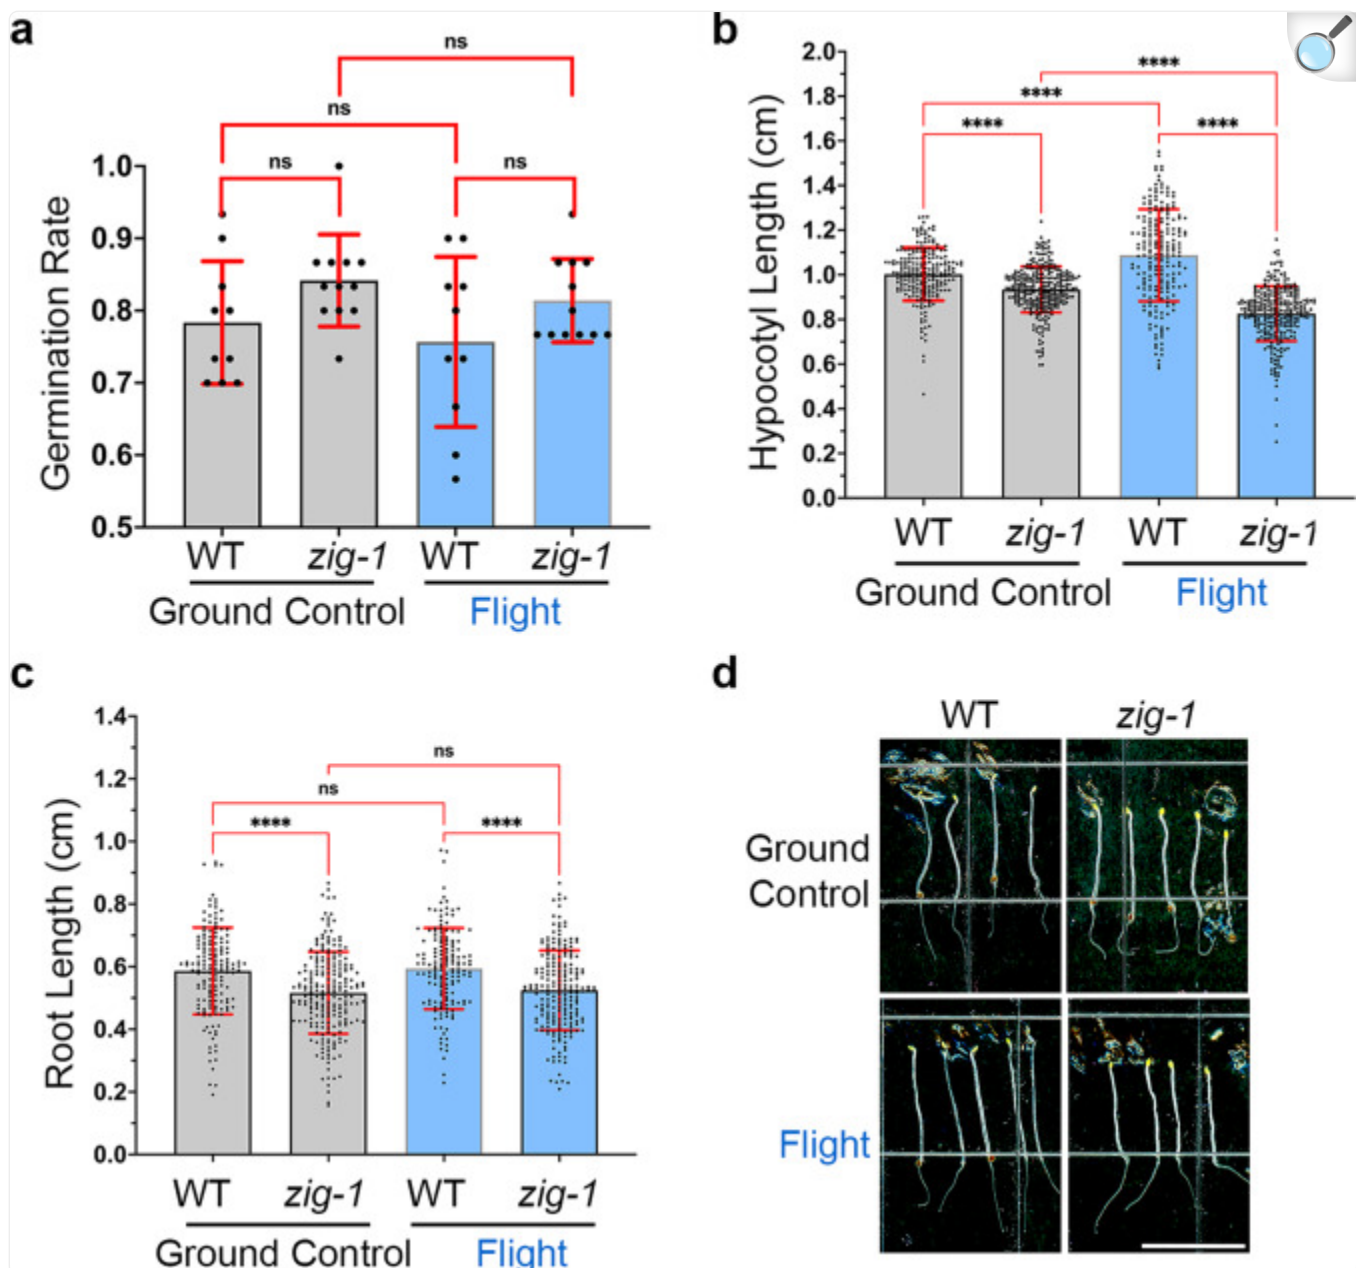 a
ns
ns
ns
ns
1.0
0.9
0.8
0.7
0.6
0.5
Germination Rate
WT
zig-1
WT
zig-1
Ground Control
Flight
b
2.0
1.8
1.6
1.4
1.2
1.0
0.8
0.6
0.4
0.2
0.0
Hypocotyl Length (cm)
****
****
****
****
WT
zig-1
WT
zig-1
Ground Control
Flight
c
1.4
1.2
1.0
0.8
0.6
0.4
0.2
0.0
Root Length (cm)
ns
ns
****
****
WT
zig-1
WT
zig-1
Ground Control
Flight
d
WT
zig-1
Ground
Control
Flight